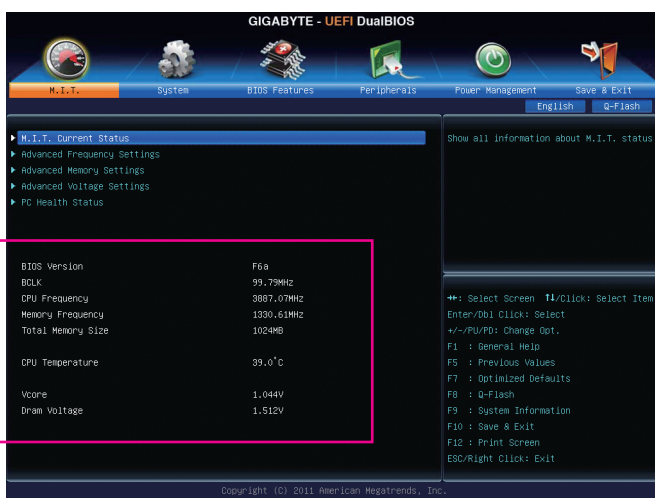 GIGABYTE - UEFI DualBIOS
M.I.T.
System
BIOS Features
Peripherals
Power Management
Save & Exit
English
Q-Flash
M.I.T. Current Status
Advanced Frequency Settings
Advanced Memory Settings
Advanced Voltage Settings
PC Health Status
Show all information about M.I.T. status
BIOS Version F6a
BCLK 99.79MHz
CPU Frequency 3887.07MHz
Memory Frequency 1330.61MHz
Total Memory Size 1024MB
CPU Temperature 39.0°C
Vcore 1.044V
Dram Voltage 1.512V
→←: Select Screen ↑↓/Click: Select Item
Enter/Dbl Click: Select
+/-/PU/PD: Change Opt.
F1 : General Help
F5 : Previous Values
F7 : Optimized Defaults
F8 : Q-Flash
F9 : System Information
F10 : Save & Exit
F12 : Print Screen
ESC/Right Click: Exit
Copyright (C) 2011 American Megatrends, Inc.